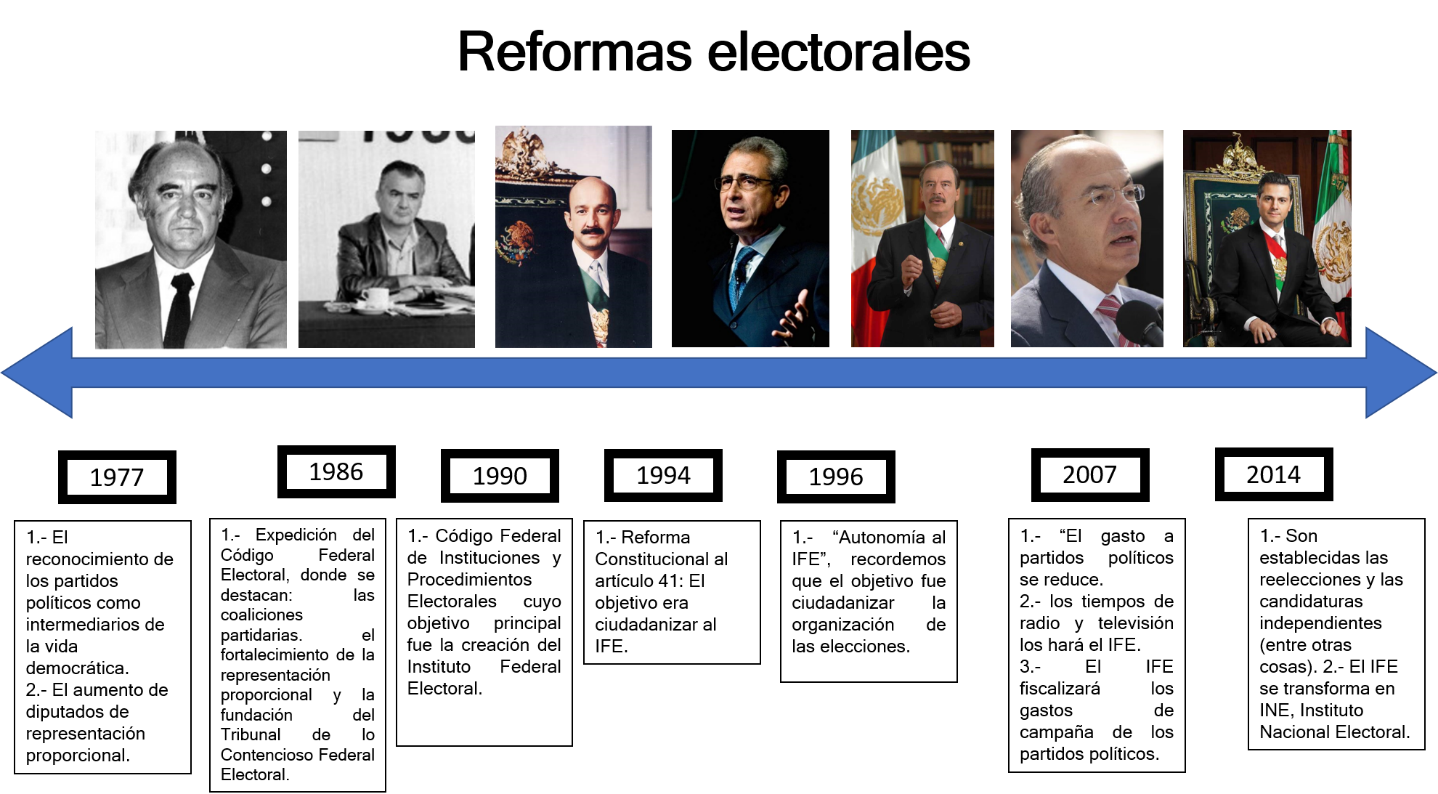 Reformas electorales
1977
1986
1990
1994
1996
2007
2014
1.- El
reconocimiento de
los partidos
políticos como
intermediarios de
la vida
democrática.
2.- El aumento de
diputados de
representación
proporcional.
1.- Expedición del
Código Federal
Electoral, donde se
destacan: las
coaliciones
partidarias. el
fortalecimiento de la
representación
proporcional y la
fundación del
Tribunal de lo
Contencioso Federal
Electoral.
1.- Código Federal
de Instituciones y
Procedimientos
Electorales cuyo
objetivo principal
fue la creación del
Instituto Federal
Electoral.
1.- Reforma
Constitucional al
artículo 41: El
objetivo era
ciudadanizar al
IFE.
1.- “Autonomía al
IFE”, recordemos
que el objetivo fue
ciudadanizar la
organización de
las elecciones.
1.- “El gasto a
partidos políticos
se reduce.
2.- los tiempos de
radio y televisión
los hará el IFE.
3.- El IFE
fiscalizará los
gastos de
campaña de los
partidos políticos.
1.- Son
establecidas las
reelecciones y las
candidaturas
independientes
(entre otras
cosas). 2.- El IFE
se transforma en
INE, Instituto
Nacional Electoral.